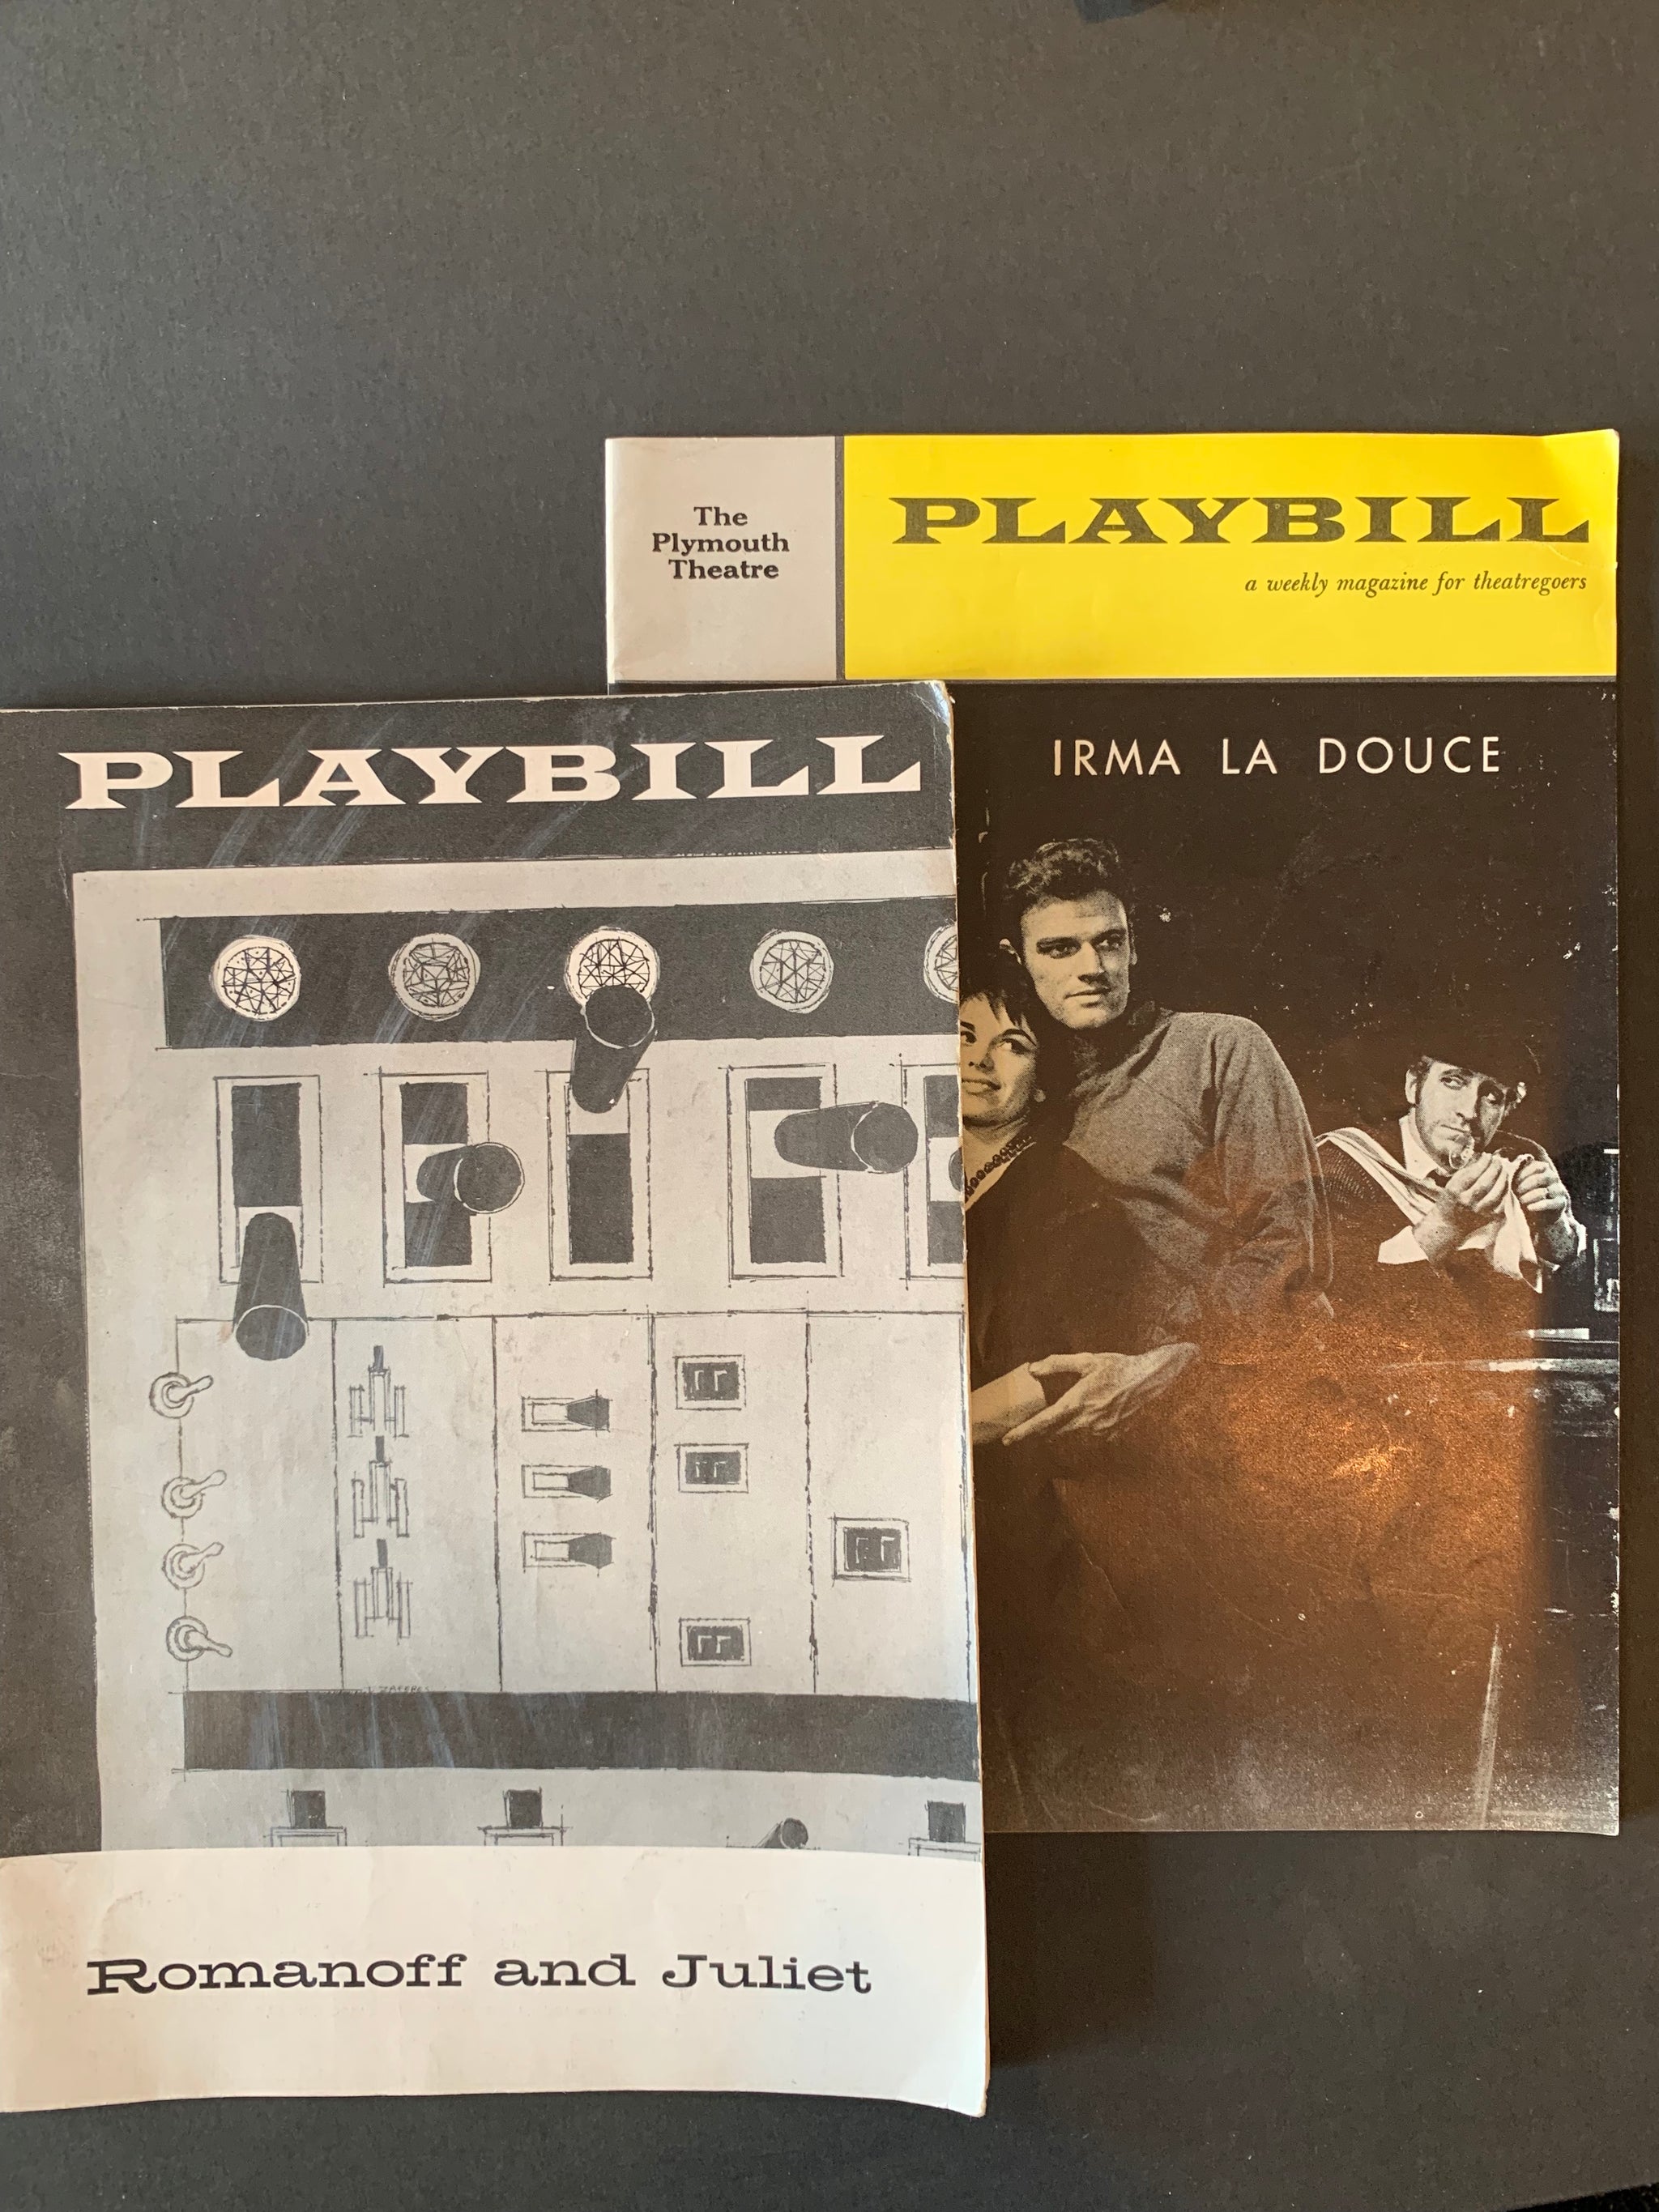 The
Plymouth
Theatre
PLAYBILL
a weekly magazine for theatregoers
IRMA LA DOUCE
PLAYBILL
Romanoff and Juliet